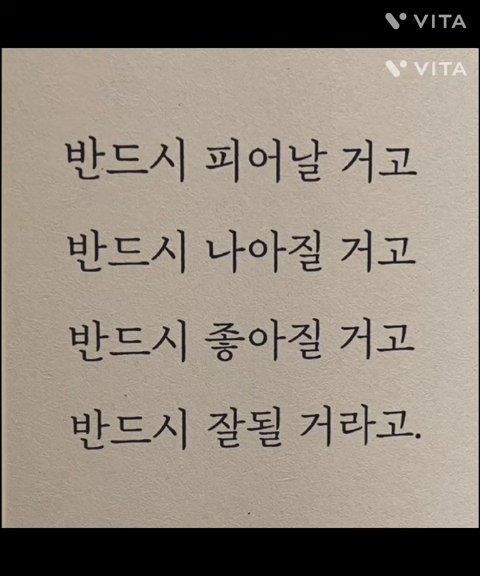 VITA
VITA
반드시 피어날 거고
반드시 나아질 거고
반드시 좋아질 거고
반드시 잘될 거라고.